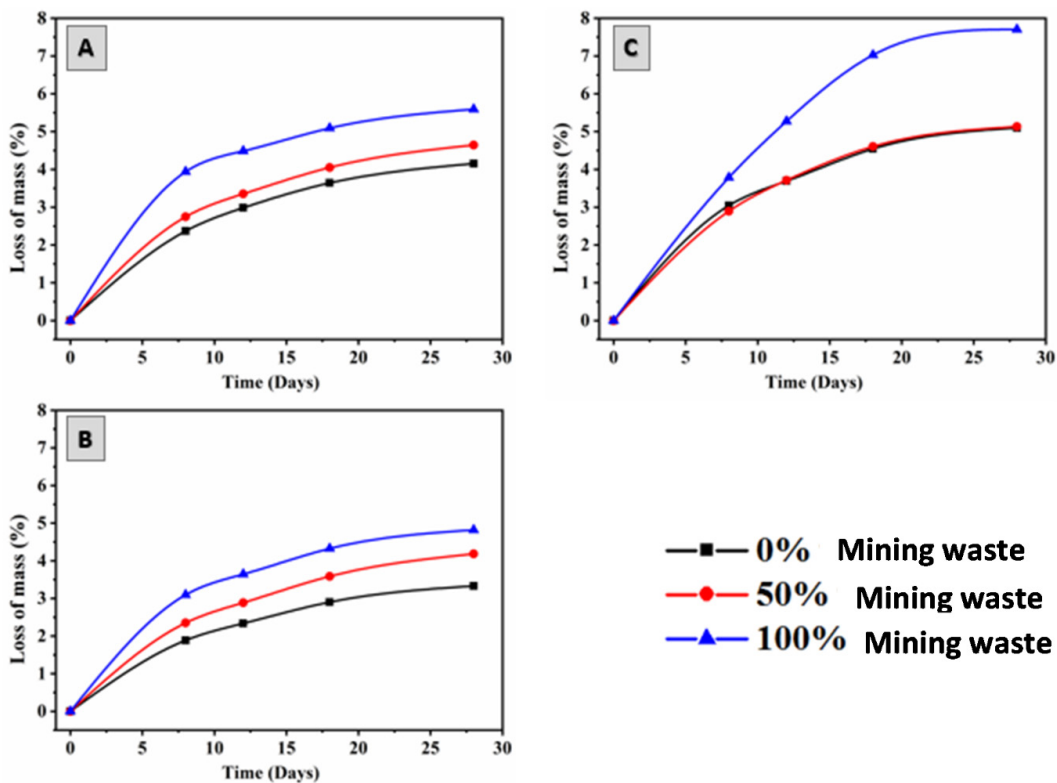 A
Loss of mass (%)
8
7
6
5
4
3
2
1
0
0 5 10 15 20 25 30
Time (Days)
C
Loss of mass (%)
8
7
6
5
4
3
2
1
0
0 5 10 15 20 25 30
Time (Days)
B
Loss of mass (%)
8
7
6
5
4
3
2
1
0
0 5 10 15 20 25 30
Time (Days)
0% Mining waste
50% Mining waste
100% Mining waste